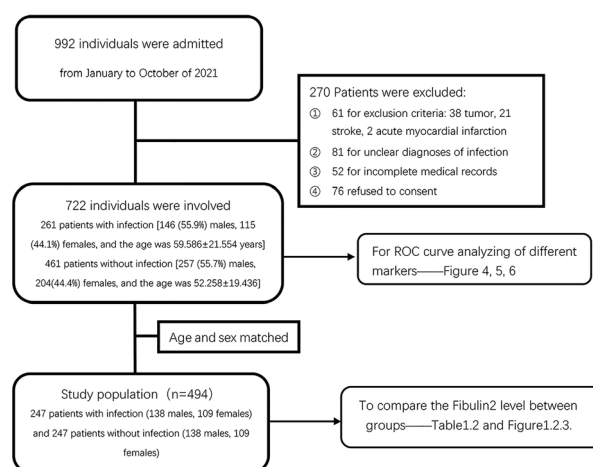 992 individuals were admitted
from January to October of 2021
270 Patients were excluded:
① 61 for exclusion criteria: 38 tumor, 21
stroke, 2 acute myocardial infarction
② 81 for unclear diagnoses of infection
③ 52 for incomplete medical records
④ 76 refused to consent
722 individuals were involved
261 patients with infection [146 (55.9%) males, 115
(44.1%) females, and the age was 59.586±21.554 years]
461 patients without infection [257 (55.7%) males,
204(44.4%) females, and the age was 52.258±19.436]
For ROC curve analyzing of different
markers——Figure 4, 5, 6
Age and sex matched
Study population （n=494）
247 patients with infection (138 males, 109 females)
and 247 patients without infection (138 males, 109
females)
To compare the Fibulin2 level between
groups——Table1.2 and Figure1.2.3.